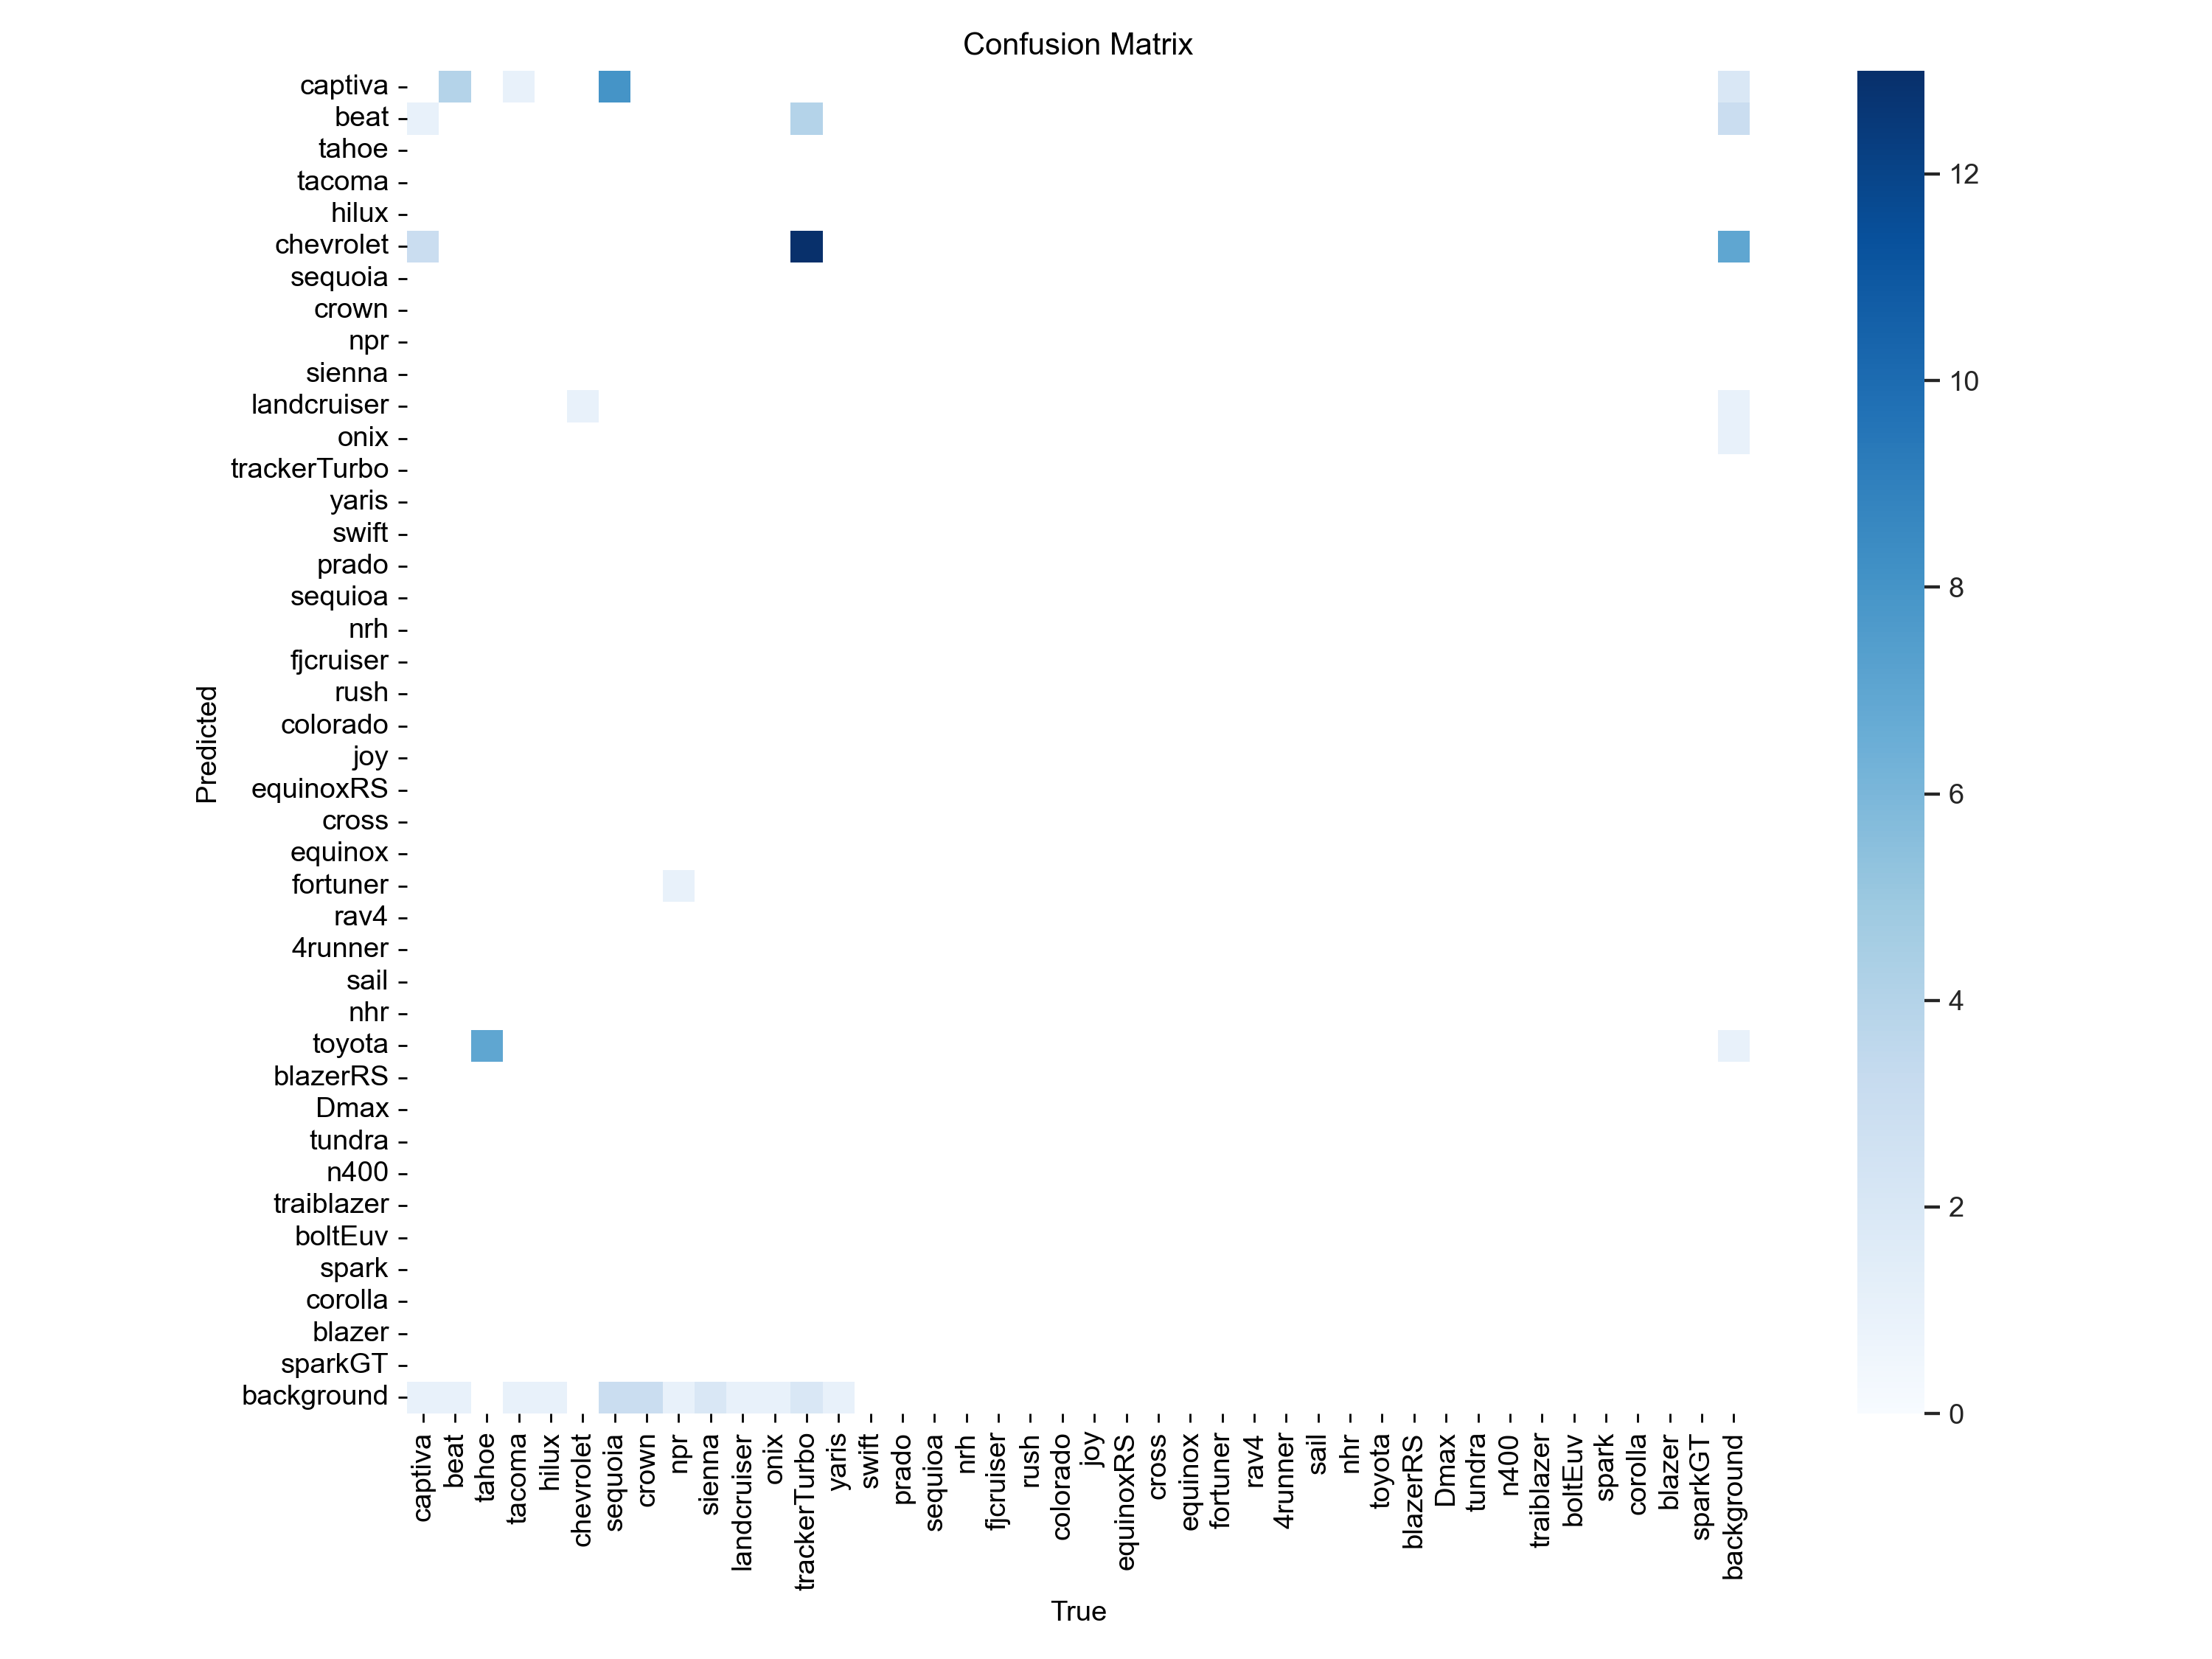 Confusion Matrix
captiva
beat
tahoe
tacoma
hilux
chevrolet
sequoia
crown
npr
sienna
landcruiser
onix
trackerTurbo
yaris
swift
prado
sequioa
nrh
fjcruiser
rush
colorado
joy
equinoxRS
cross
equinox
fortuner
rav4
4runner
sail
nhr
toyota
blazerRS
Dmax
tundra
n400
traiblazer
boltEuv
spark
corolla
blazer
sparkGT
background
Predicted
captiva
beat
tahoe
tacoma
hilux
chevrolet
sequoia
crown
npr
sienna
landcruiser
onix
trackerTurbo
yaris
swift
prado
sequioa
nrh
fjcruiser
rush
colorado
joy
equinoxRS
cross
equinox
fortuner
rav4
4runner
sail
nhr
toyota
blazerRS
Dmax
tundra
n400
traiblazer
boltEuv
spark
corolla
blazer
sparkGT
background
True
12
10
8
6
4
2
0